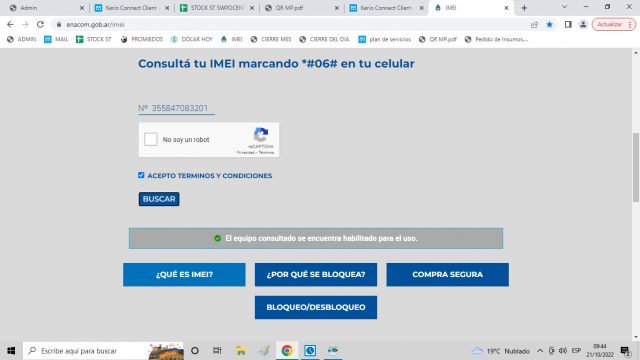 Admin
Kerio Connect Client -
STOCK ST SWPOCENT
QR MP.pdf
Kerio Connect Client -
IMEI
enacom.gob.ar/imei
Actualizar
ADMIN
MAIL
STOCK ST
PROMIEDOS
DÓLAR HOY
CIERRE MES
CIERRE DEL DIA
plan de servicios
QR MP.pdf
Pedido de Insumos...
Consultá tu IMEI marcando *#06# en tu celular
Nº 355847083201
No soy un robot
reCAPTCHA
Privacidad - Términos
ACEPTO TERMINOS Y CONDICIONES
BUSCAR
El equipo consultado se encuentra habilitado para el uso.
¿QUÉ ES IMEI?
¿POR QUÉ SE BLOQUEA?
COMPRA SEGURA
BLOQUEO/DESBLOQUEO
Escribe aquí para buscar
19°C Nublado
ESP
09:44
21/10/2022